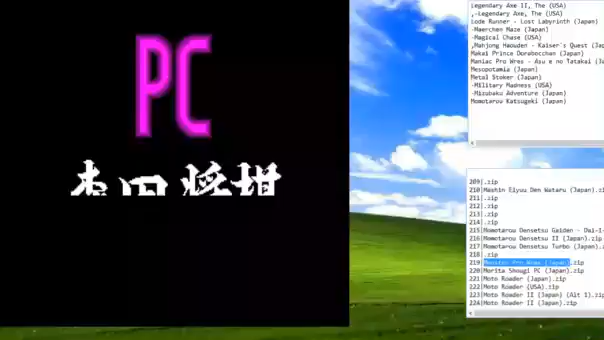 PC
Legendary Axe II, The (USA)
,-Legendary Axe, The (USA)
Lode Runner - Lost Labyrinth (Japan)
-Maerchen Maze (Japan)
-Magical Chase (USA)
,Mahjong Haouden - Kaiser's Quest (Jap
Makai Prince Dorabocchan (Japan)
Maniac Pro Wres - Asu e no Tatakai (Ja
Mesopotamia (Japan)
Metal Stoker (Japan)
-Military Madness (USA)
-Mizubaku Adventure (Japan)
Momotarou Katsugeki (Japan)
209 .zip
210 Mashin Eiyuu Den Wataru (Japan).zi
211 .zip
212 .zip
213 .zip
214 .zip
215 Momotarou Densetsu Gaiden - Dai-1-
216 Momotarou Densetsu II (Japan).zip
217 Momotarou Densetsu Turbo (Japan).z
218 .zip
219 Monster Pro Wres (Japan).zip
220 Morita Shougi PC (Japan).zip
221 Moto Roader (Japan).zip
222 Moto Roader (USA).zip
223 Moto Roader II (Japan) (Alt 1).zip
224 Moto Roader II (Japan).zip